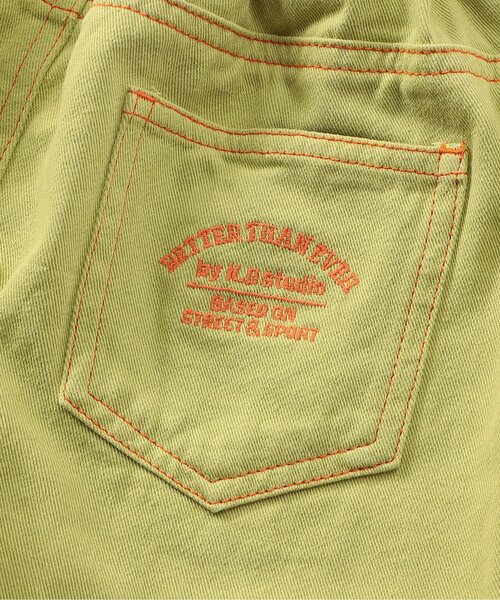 BETTER THAN EVER
by K.D studio
BASED ON
STREET & SPORT